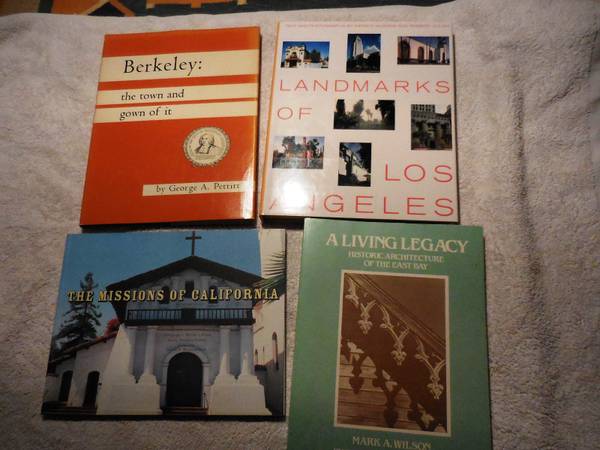 Berkeley:
the town and
gown of it
by George A. Pettitt
LANDMARKS
OF
LOS
ANGELES
THE MISSIONS OF CALIFORNIA
A LIVING LEGACY
HISTORIC ARCHITECTURE
OF THE EAST BAY
MARK A. WILSON